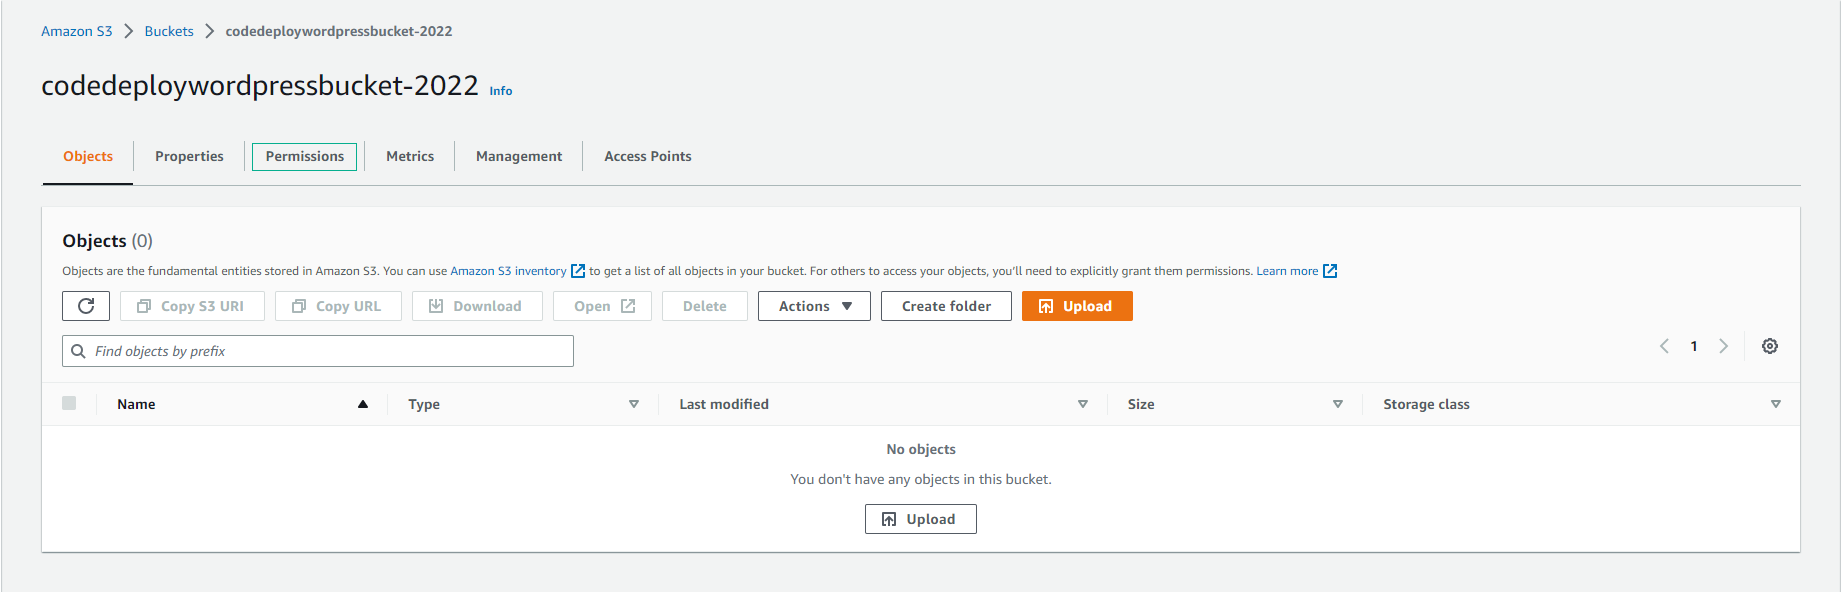 Amazon S3 > Buckets > codedeploywordpressbucket-2022
codedeploywordpressbucket-2022 Info
Objects Properties Permissions Metrics Management Access Points
Objects (0)
Objects are the fundamental entities stored in Amazon S3. You can use Amazon S3 inventory to get a list of all objects in your bucket. For others to access your objects, you'll need to explicitly grant them permissions. Learn more
Copy S3 URI Copy URL Download Open Delete Actions Create folder Upload
Find objects by prefix
1
Name Type Last modified Size Storage class
No objects
You don't have any objects in this bucket.
Upload